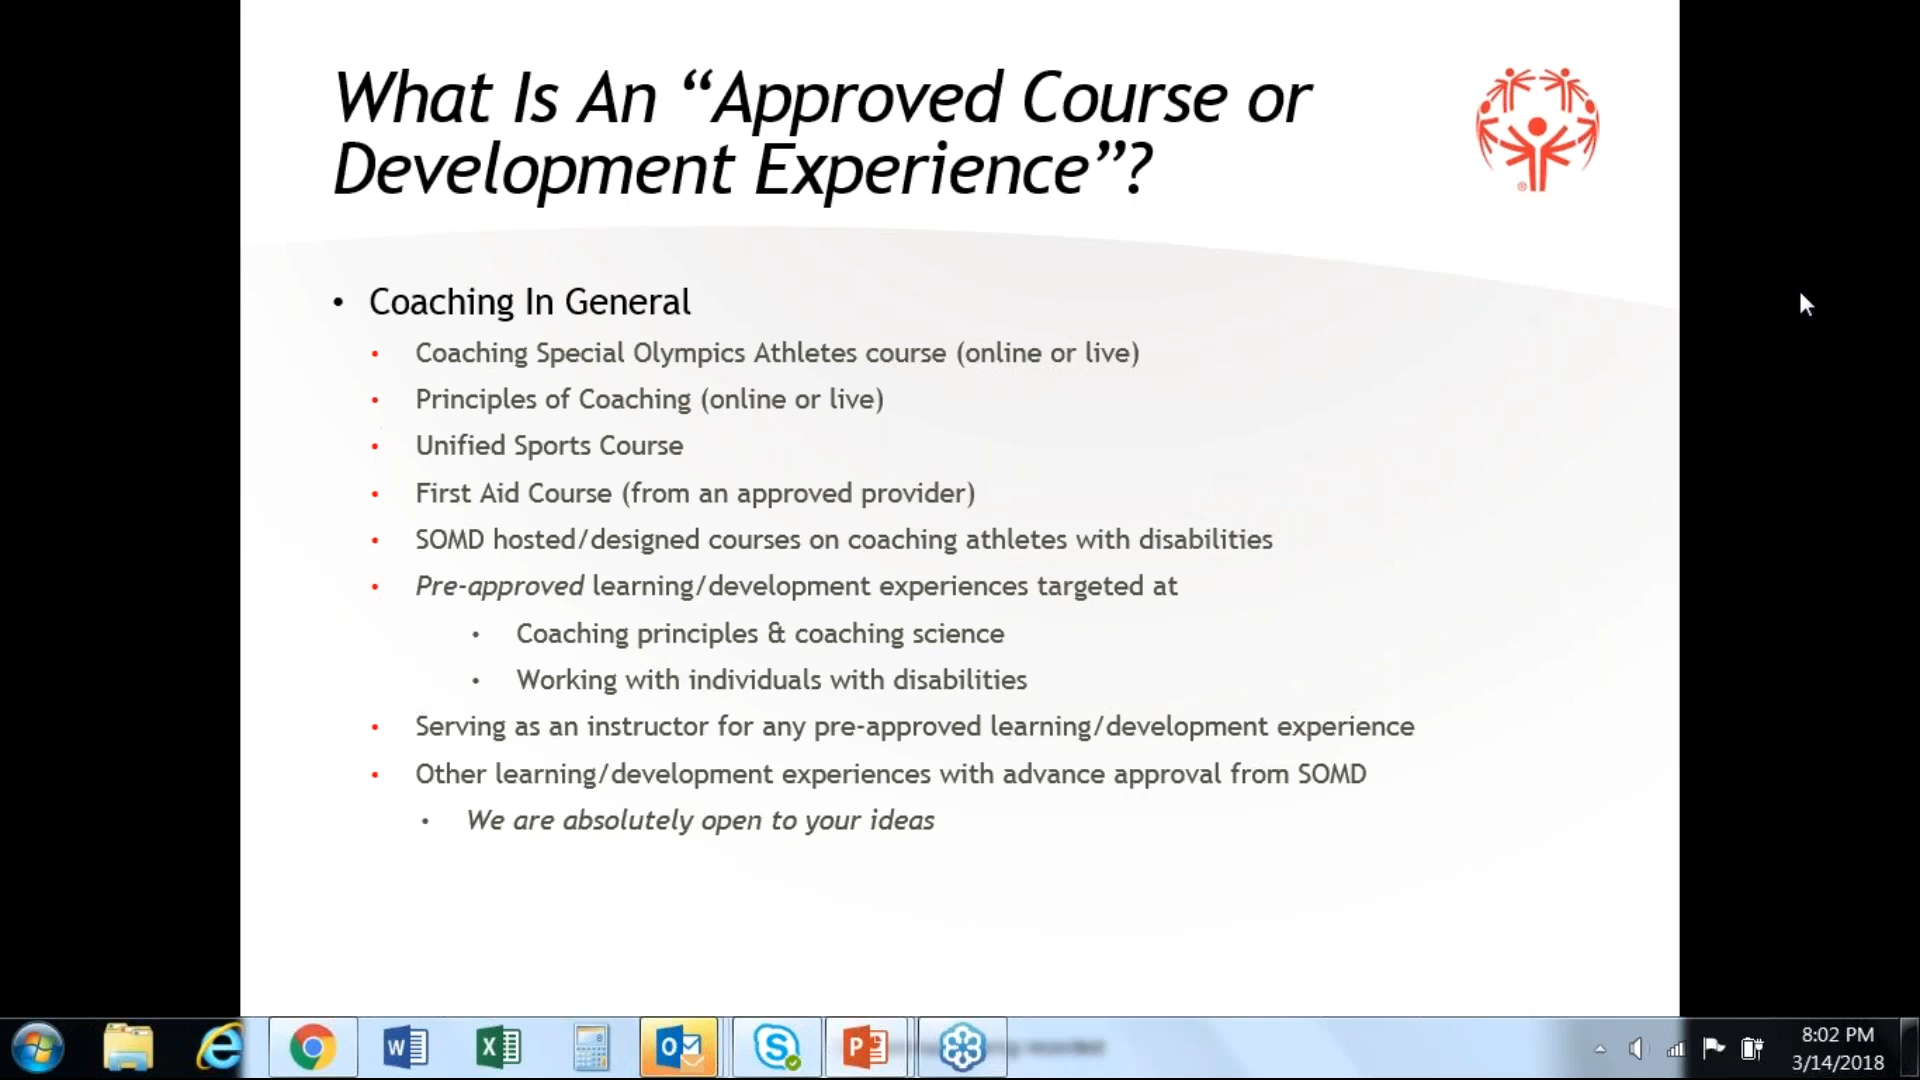 What Is An “Approved Course or
Development Experience”?
• Coaching In General
• Coaching Special Olympics Athletes course (online or live)
• Principles of Coaching (online or live)
• Unified Sports Course
• First Aid Course (from an approved provider)
• SOMD hosted/designed courses on coaching athletes with disabilities
• Pre-approved learning/development experiences targeted at
• Coaching principles & coaching science
• Working with individuals with disabilities
• Serving as an instructor for any pre-approved learning/development experience
• Other learning/development experiences with advance approval from SOMD
• We are absolutely open to your ideas
8:02 PM
3/14/2018